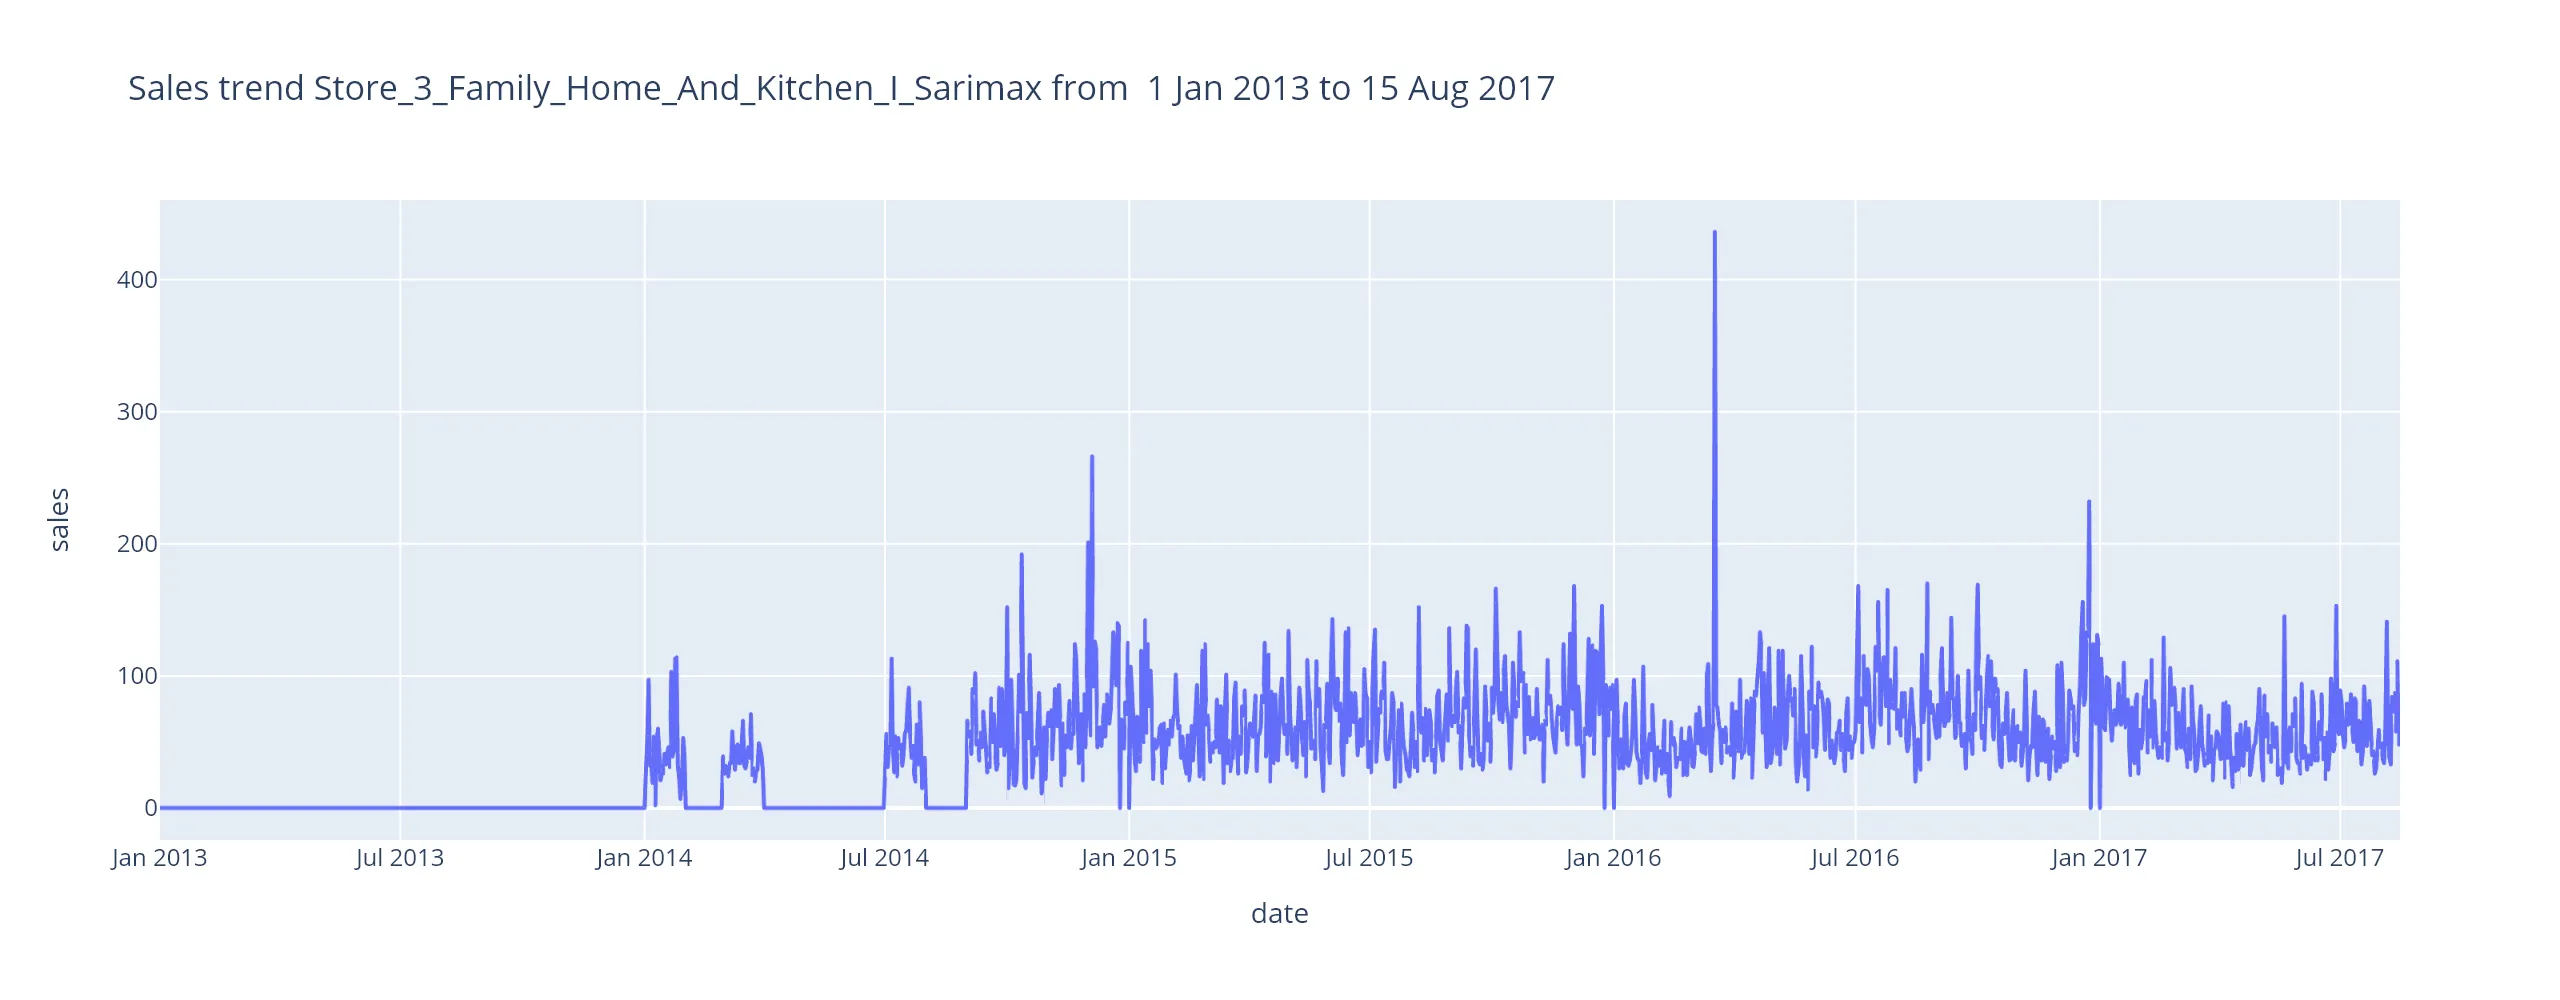 Sales trend Store_3_Family_Home_And_Kitchen_I_Sarimax from  1 Jan 2013 to 15 Aug 2017
sales
400
300
200
100
0
Jan 2013 Jul 2013 Jan 2014 Jul 2014 Jan 2015 Jul 2015 Jan 2016 Jul 2016 Jan 2017 Jul 2017
date